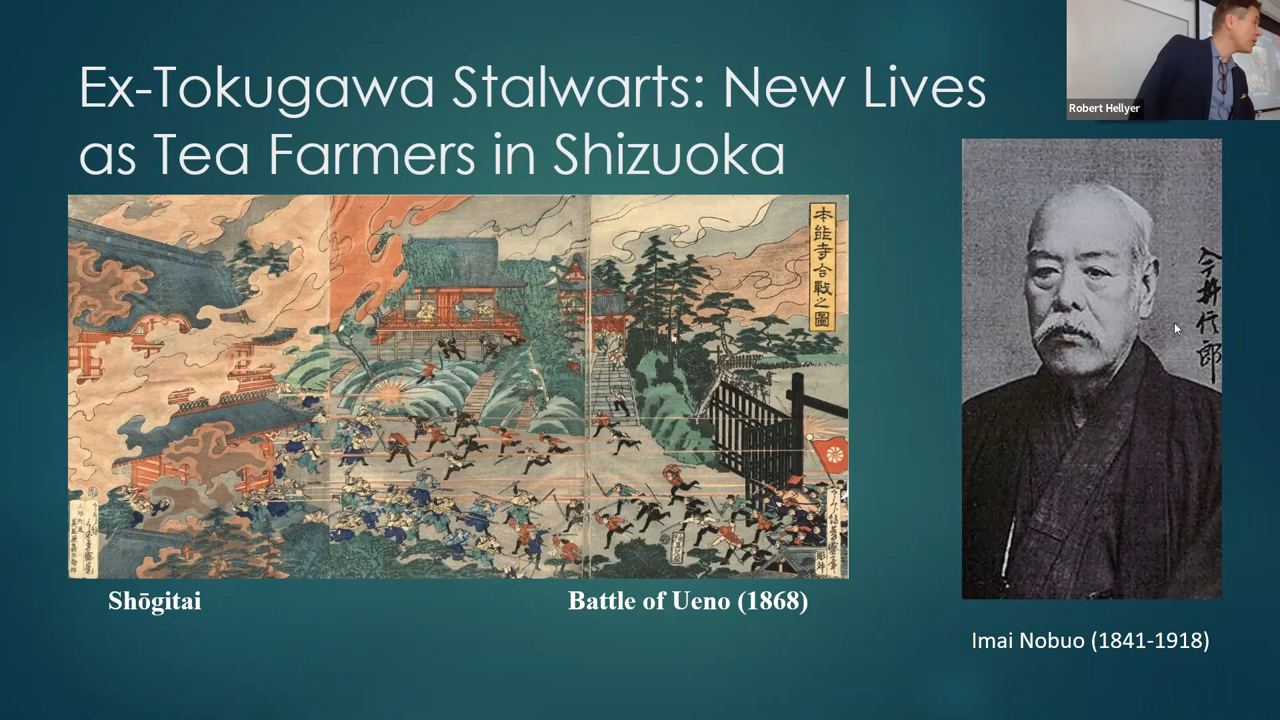 Ex-Tokugawa Stalwarts: New Lives
as Tea Farmers in Shizuoka
Robert Hellyer
本能寺合戰之圖
今井信郎
Shōgitai
Battle of Ueno (1868)
Imai Nobuo (1841-1918)